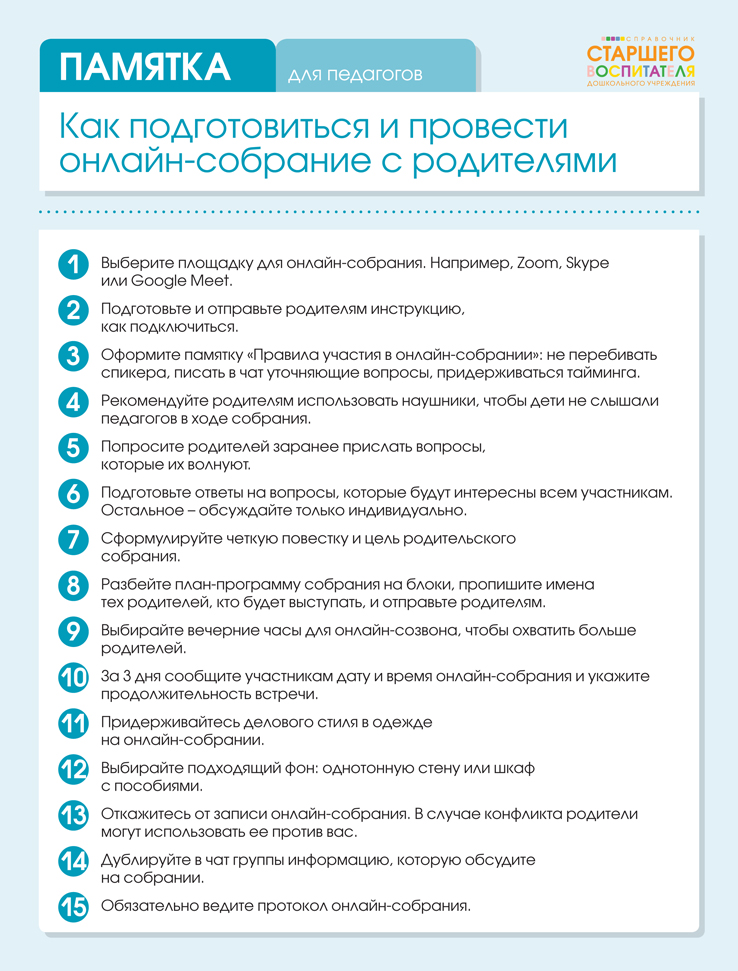 ПАМЯТКА
для педагогов
СПРАВОЧНИК
СТАРШЕГО
ВОСПИТАТЕЛЯ
ДОШКОЛЬНОГО УЧРЕЖДЕНИЯ
Как подготовиться и провести
онлайн-собрание с родителями
1 Выберите площадку для онлайн-собрания. Например, Zoom, Skype
или Google Meet.
2 Подготовьте и отправьте родителям инструкцию,
как подключиться.
3 Оформите памятку «Правила участия в онлайн-собрании»: не перебивать
спикера, писать в чат уточняющие вопросы, придерживаться тайминга.
4 Рекомендуйте родителям использовать наушники, чтобы дети не слышали
педагогов в ходе собрания.
5 Попросите родителей заранее прислать вопросы,
которые их волнуют.
6 Подготовьте ответы на вопросы, которые будут интересны всем участникам.
Остальное – обсуждайте только индивидуально.
7 Сформулируйте четкую повестку и цель родительского
собрания.
8 Разбейте план-программу собрания на блоки, пропишите имена
тех родителей, кто будет выступать, и отправьте родителям.
9 Выбирайте вечерние часы для онлайн-созвона, чтобы охватить больше
родителей.
10 За 3 дня сообщите участникам дату и время онлайн-собрания и укажите
продолжительность встречи.
11 Придерживайтесь делового стиля в одежде
на онлайн-собрании.
12 Выбирайте подходящий фон: однотонную стену или шкаф
с пособиями.
13 Откажитесь от записи онлайн-собрания. В случае конфликта родители
могут использовать ее против вас.
14 Дублируйте в чат группы информацию, которую обсудите
на собрании.
15 Обязательно ведите протокол онлайн-собрания.